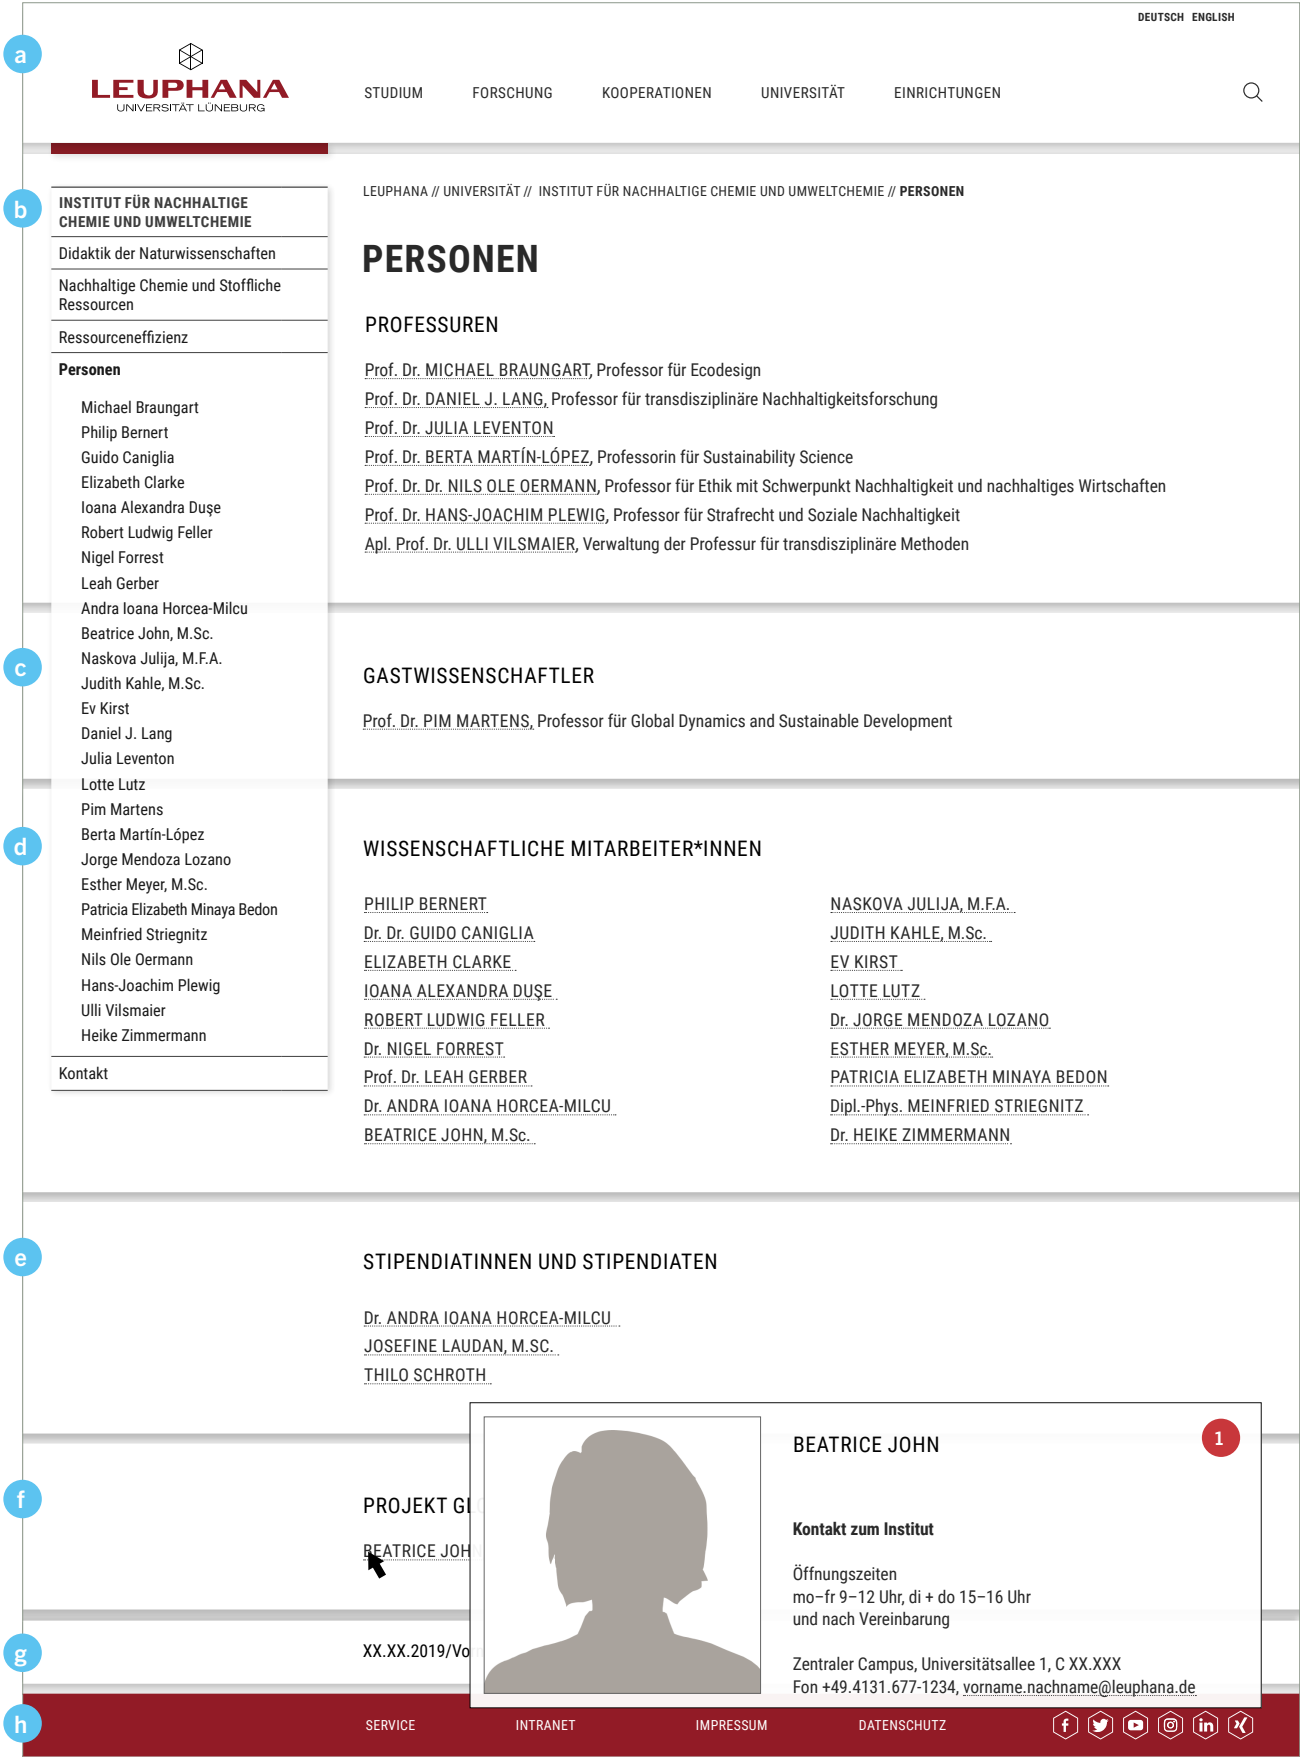 DEUTSCH ENGLISH
a
LEUPHANA
UNIVERSITÄT LÜNEBURG
STUDIUM FORSCHUNG KOOPERATIONEN UNIVERSITÄT EINRICHTUNGEN
b
INSTITUT FÜR NACHHALTIGE
CHEMIE UND UMWELTCHEMIE
Didaktik der Naturwissenschaften
Nachhaltige Chemie und Stoffliche
Ressourcen
Ressourceneffizienz
Personen
Michael Braungart
Philip Bernert
Guido Caniglia
Elizabeth Clarke
Ioana Alexandra Duşe
Robert Ludwig Feller
Nigel Forrest
Leah Gerber
Andra Ioana Horcea-Milcu
Beatrice John, M.Sc.
Naskova Julija, M.F.A.
Judith Kahle, M.Sc.
Ev Kirst
Daniel J. Lang
Julia Leventon
Lotte Lutz
Pim Martens
Berta Martín-López
Jorge Mendoza Lozano
Esther Meyer, M.Sc.
Patricia Elizabeth Minaya Bedon
Meinfried Striegnitz
Nils Ole Oermann
Hans-Joachim Plewig
Ulli Vilsmaier
Heike Zimmermann
Kontakt
LEUPHANA // UNIVERSITÄT // INSTITUT FÜR NACHHALTIGE CHEMIE UND UMWELTCHEMIE // PERSONEN
PERSONEN
PROFESSUREN
Prof. Dr. MICHAEL BRAUNGART, Professor für Ecodesign
Prof. Dr. DANIEL J. LANG, Professor für transdisziplinäre Nachhaltigkeitsforschung
Prof. Dr. JULIA LEVENTON
Prof. Dr. BERTA MARTÍN-LÓPEZ, Professorin für Sustainability Science
Prof. Dr. Dr. NILS OLE OERMANN, Professor für Ethik mit Schwerpunkt Nachhaltigkeit und nachhaltiges Wirtschaften
Prof. Dr. HANS-JOACHIM PLEWIG, Professor für Strafrecht und Soziale Nachhaltigkeit
Apl. Prof. Dr. ULLI VILSMAIER, Verwaltung der Professur für transdisziplinäre Methoden
c
GASTWISSENSCHAFTLER
Prof. Dr. PIM MARTENS, Professor für Global Dynamics and Sustainable Development
d
WISSENSCHAFTLICHE MITARBEITER*INNEN
PHILIP BERNERT
Dr. Dr. GUIDO CANIGLIA
ELIZABETH CLARKE
IOANA ALEXANDRA DUŞE
ROBERT LUDWIG FELLER
Dr. NIGEL FORREST
Prof. Dr. LEAH GERBER
Dr. ANDRA IOANA HORCEA-MILCU
BEATRICE JOHN, M.Sc.
NASKOVA JULIJA, M.F.A.
JUDITH KAHLE, M.Sc.
EV KIRST
LOTTE LUTZ
Dr. JORGE MENDOZA LOZANO
ESTHER MEYER, M.Sc.
PATRICIA ELIZABETH MINAYA BEDON
Dipl.-Phys. MEINFRIED STRIEGNITZ
Dr. HEIKE ZIMMERMANN
e
STIPENDIATINNEN UND STIPENDIATEN
Dr. ANDRA IOANA HORCEA-MILCU
JOSEFINE LAUDAN, M.SC.
THILO SCHROTH
f
PROJEKT GLO
BEATRICE JOHN
g
XX.XX.2019/Vorn
1
BEATRICE JOHN
Kontakt zum Institut
Öffnungszeiten
mo–fr 9–12 Uhr, di + do 15–16 Uhr
und nach Vereinbarung
Zentraler Campus, Universitätsallee 1, C XX.XXX
Fon +49.4131.677-1234, vorname.nachname@leuphana.de
h
SERVICE INTRANET IMPRESSUM DATENSCHUTZ